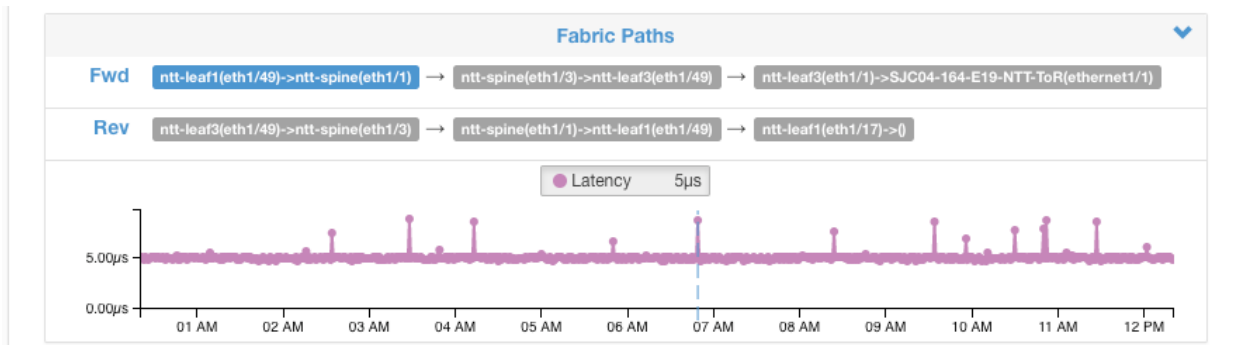 Fabric Paths
Fwd ntt-leaf1(eth1/49)->ntt-spine(eth1/1) → ntt-spine(eth1/3)->ntt-leaf3(eth1/49) → ntt-leaf3(eth1/1)->SJC04-164-E19-NTT-ToR(ethernet1/1)
Rev ntt-leaf3(eth1/49)->ntt-spine(eth1/3) → ntt-spine(eth1/1)->ntt-leaf1(eth1/49) → ntt-leaf1(eth1/17)->()
Latency 5µs
5.00µs
0.00µs
01 AM 02 AM 03 AM 04 AM 05 AM 06 AM 07 AM 08 AM 09 AM 10 AM 11 AM 12 PM